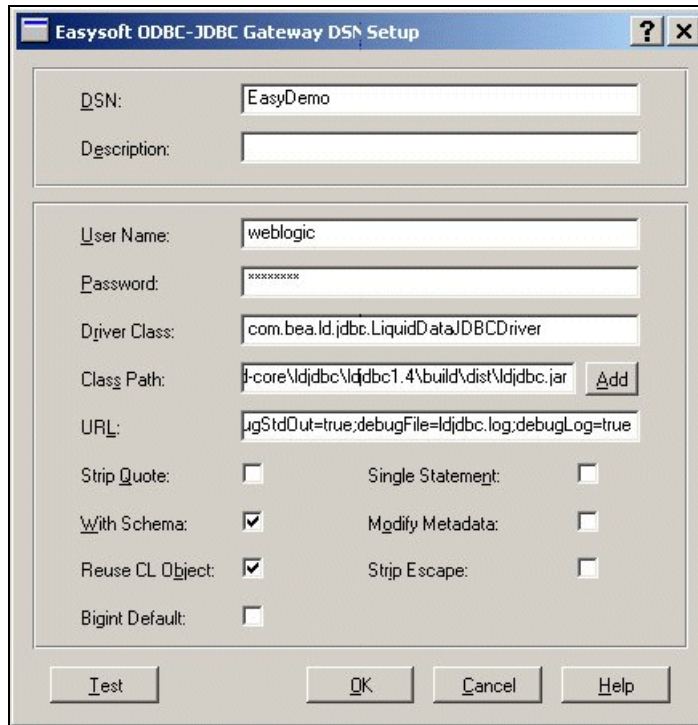 Easysoft ODBC-JDBC Gateway DSN Setup
DSN: EasyDemo
Description:
User Name: weblogic
Password: ********
Driver Class: com.bea.ld.jdbc.LiquidDataJDBCDriver
Class Path: d-core\ldjdbc\ldjdbc1.4\build\dist\ldjdbc.jar Add
URL: ugStdOut=true;debugFile=ldjdbc.log;debugLog=true
Strip Quote: Single Statement:
With Schema: Modify Metadata:
Reuse CL Object: Strip Escape:
Bigint Default:
Test OK Cancel Help